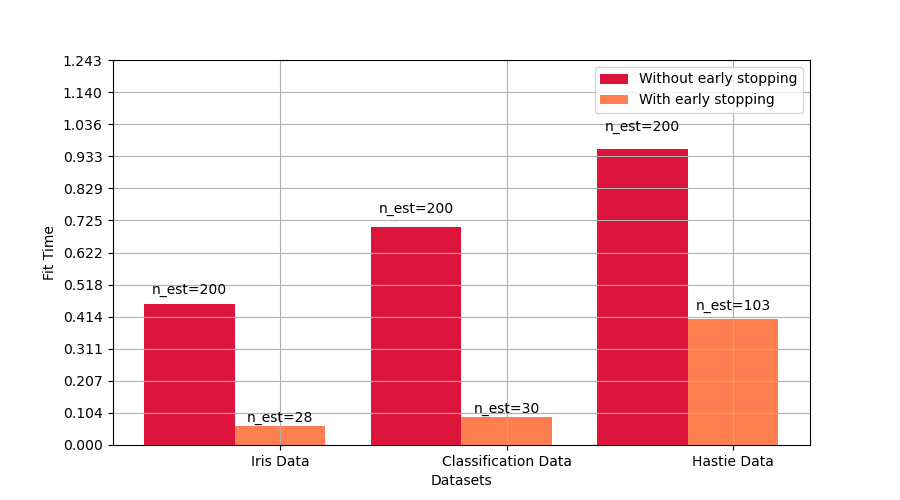 1.243
1.140
1.036
0.933
0.829
0.725
0.622
0.518
0.414
0.311
0.207
0.104
0.000
Fit Time
Without early stopping
With early stopping
n_est=200
n_est=200
n_est=200
n_est=28
n_est=30
n_est=103
Iris Data
Classification Data
Hastie Data
Datasets